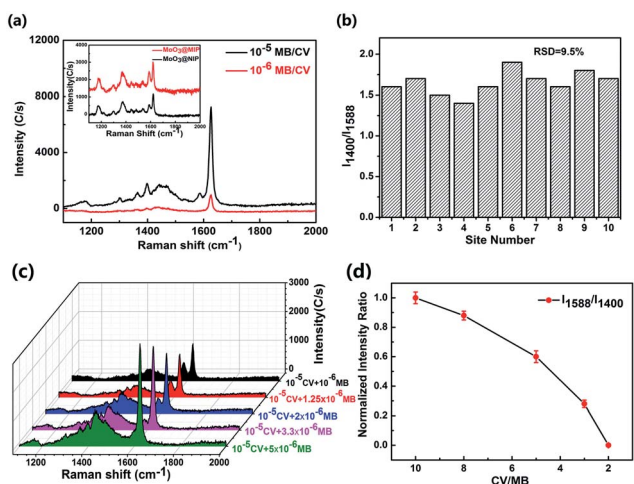 (a)
12000
8000
4000
0
Intensity (C/s)
1200
1400
1600
1800
2000
Raman shift (cm-1)
10-5 MB/CV
10-6 MB/CV
4000
3000
2000
1000
0
Intensity(C/s)
MoO3@MIP
MoO3@NIP
1200 1400 1600 1800 2000
Raman Shift (cm-1)
(b)
2.0
1.5
1.0
0.5
0.0
I1400/I1588
RSD=9.5%
1 2 3 4 5 6 7 8 9 10
Site Number
(c)
3000
2000
1000
0
Intensity(C/s)
10-5CV+10-6MB
10-5CV+1.25x10-6MB
10-5CV+2x10-6MB
10-5CV+3.3x10-6MB
10-5CV+5x10-6MB
1200 1400 1600 1800 2000
Raman shift (cm-1)
(d)
1.0
0.8
0.6
0.4
0.2
0.0
Normalized Intensity Ratio
I1588/I1400
10 8 6 4 2
CV/MB